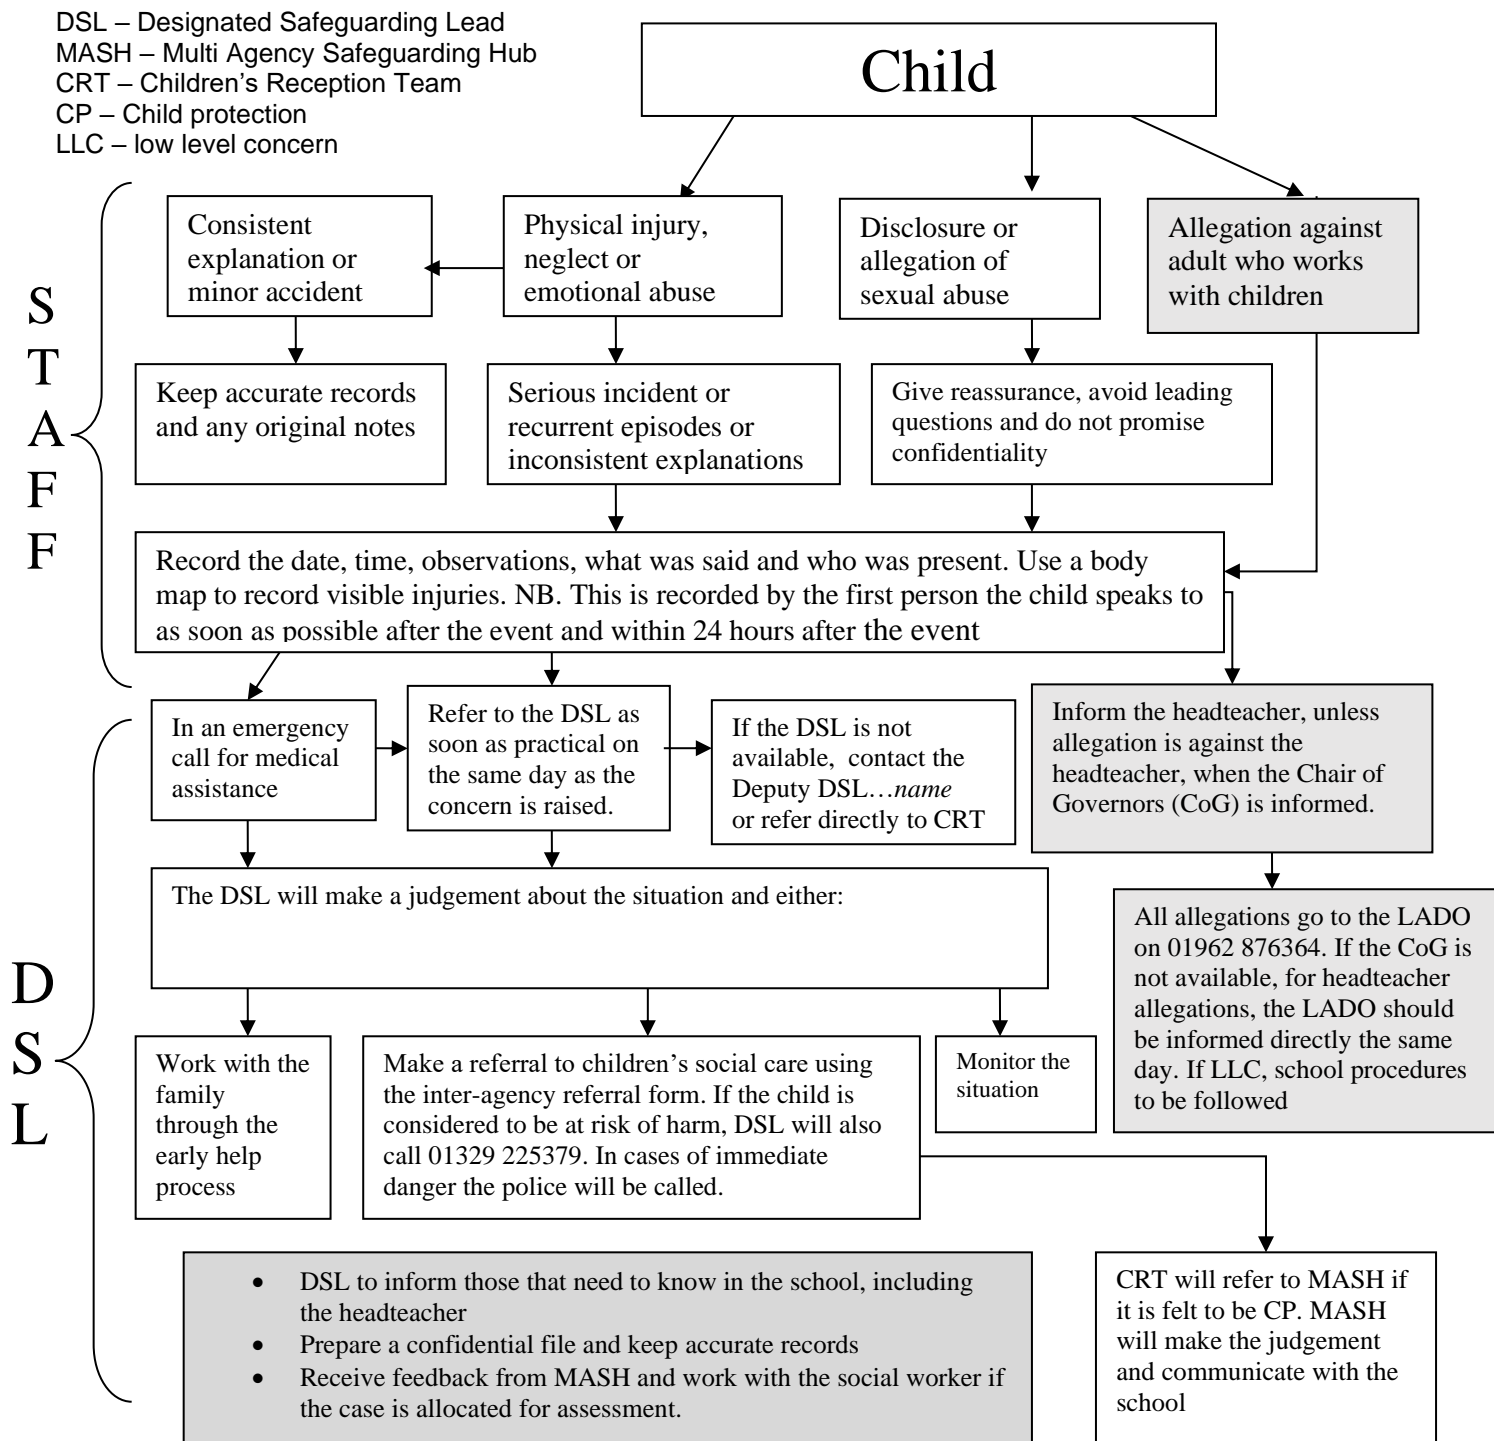 DSL – Designated Safeguarding Lead
MASH – Multi Agency Safeguarding Hub
CRT – Children's Reception Team
CP – Child protection
LLC – low level concern
Child
STAFF
Consistent
explanation or
minor accident
Physical injury,
neglect or
emotional abuse
Disclosure or
allegation of
sexual abuse
Allegation against
adult who works
with children
Keep accurate records
and any original notes
Serious incident or
recurrent episodes or
inconsistent explanations
Give reassurance, avoid leading
questions and do not promise
confidentiality
Record the date, time, observations, what was said and who was present. Use a body
map to record visible injuries. NB. This is recorded by the first person the child speaks to
as soon as possible after the event and within 24 hours after the event
DSL
In an emergency
call for medical
assistance
Refer to the DSL as
soon as practical on
the same day as the
concern is raised.
If the DSL is not
available, contact the
Deputy DSL…name
or refer directly to CRT
Inform the headteacher, unless
allegation is against the
headteacher, when the Chair of
Governors (CoG) is informed.
The DSL will make a judgement about the situation and either:
All allegations go to the LADO
on 01962 876364. If the CoG is
not available, for headteacher
allegations, the LADO should
be informed directly the same
day. If LLC, school procedures
to be followed
Work with the
family
through the
early help
process
Make a referral to children's social care using
the inter-agency referral form. If the child is
considered to be at risk of harm, DSL will also
call 01329 225379. In cases of immediate
danger the police will be called.
Monitor the
situation
• DSL to inform those that need to know in the school, including
the headteacher
• Prepare a confidential file and keep accurate records
• Receive feedback from MASH and work with the social worker if
the case is allocated for assessment.
CRT will refer to MASH if
it is felt to be CP. MASH
will make the judgement
and communicate with the
school